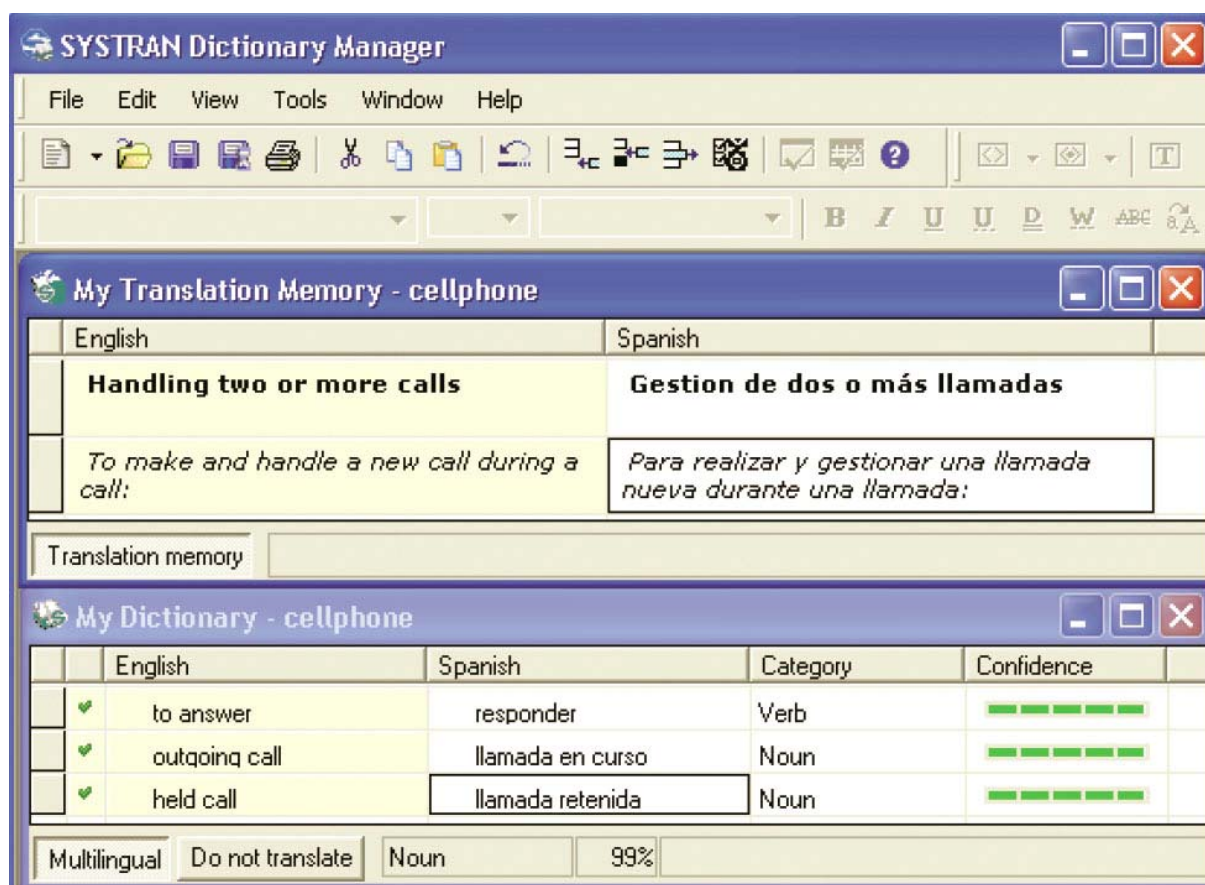 SYSTRAN Dictionary Manager
File Edit View Tools Window Help
B I U U D W ABC aA
My Translation Memory - cellphone
English Spanish
Handling two or more calls Gestion de dos o más llamadas
To make and handle a new call during a Para realizar y gestionar una llamada
call: nueva durante una llamada:
Translation memory
My Dictionary - cellphone
English Spanish Category Confidence
to answer responder Verb
outgoing call llamada en curso Noun
held call llamada retenida Noun
Multilingual Do not translate Noun 99%